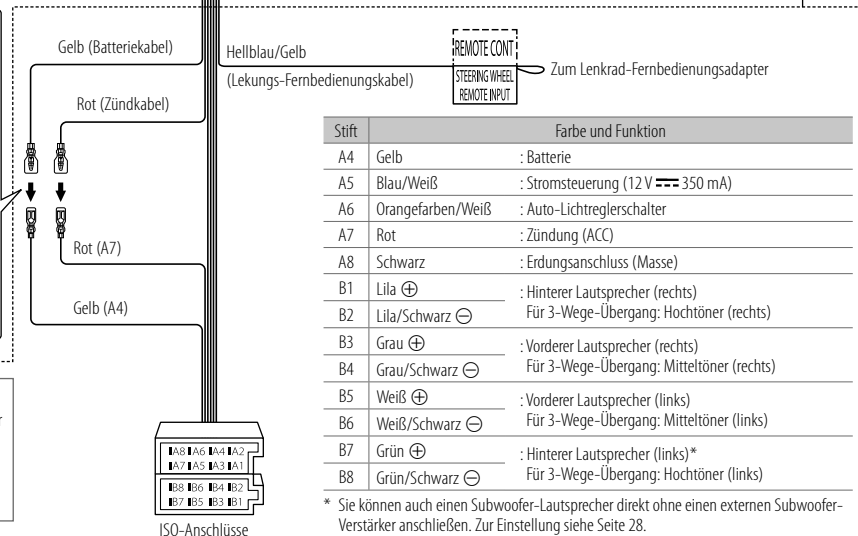 Gelb (Batteriekabel)
Rot (Zündkabel)
Rot (A7)
Gelb (A4)
Hellblau/Gelb
(Lekungs-Fernbedienungskabel)
REMOTE CONT
STEERING WHEEL
REMOTE INPUT
Zum Lenkrad-Fernbedienungsadapter
Stift Farbe und Funktion
A4 Gelb : Batterie
A5 Blau/Weiß : Stromsteuerung (12 V ⎓ 350 mA)
A6 Orangefarben/Weiß : Auto-Lichtreglerschalter
A7 Rot : Zündung (ACC)
A8 Schwarz : Erdungsanschluss (Masse)
B1 Lila ⊕ : Hinterer Lautsprecher (rechts)
B2 Lila/Schwarz ⊖ Für 3-Wege-Übergang: Hochtöner (rechts)
B3 Grau ⊕ : Vorderer Lautsprecher (rechts)
B4 Grau/Schwarz ⊖ Für 3-Wege-Übergang: Mitteltöner (rechts)
B5 Weiß ⊕ : Vorderer Lautsprecher (links)
B6 Weiß/Schwarz ⊖ Für 3-Wege-Übergang: Mitteltöner (links)
B7 Grün ⊕ : Hinterer Lautsprecher (links)*
B8 Grün/Schwarz ⊖ Für 3-Wege-Übergang: Hochtöner (links)
* Sie können auch einen Subwoofer-Lautsprecher direkt ohne einen externen Subwoofer-
Verstärker anschließen. Zur Einstellung siehe Seite 28.
A8 A6 A4 A2
A7 A5 A3 A1
B8 B6 B4 B2
B7 B5 B3 B1
ISO-Anschlüsse